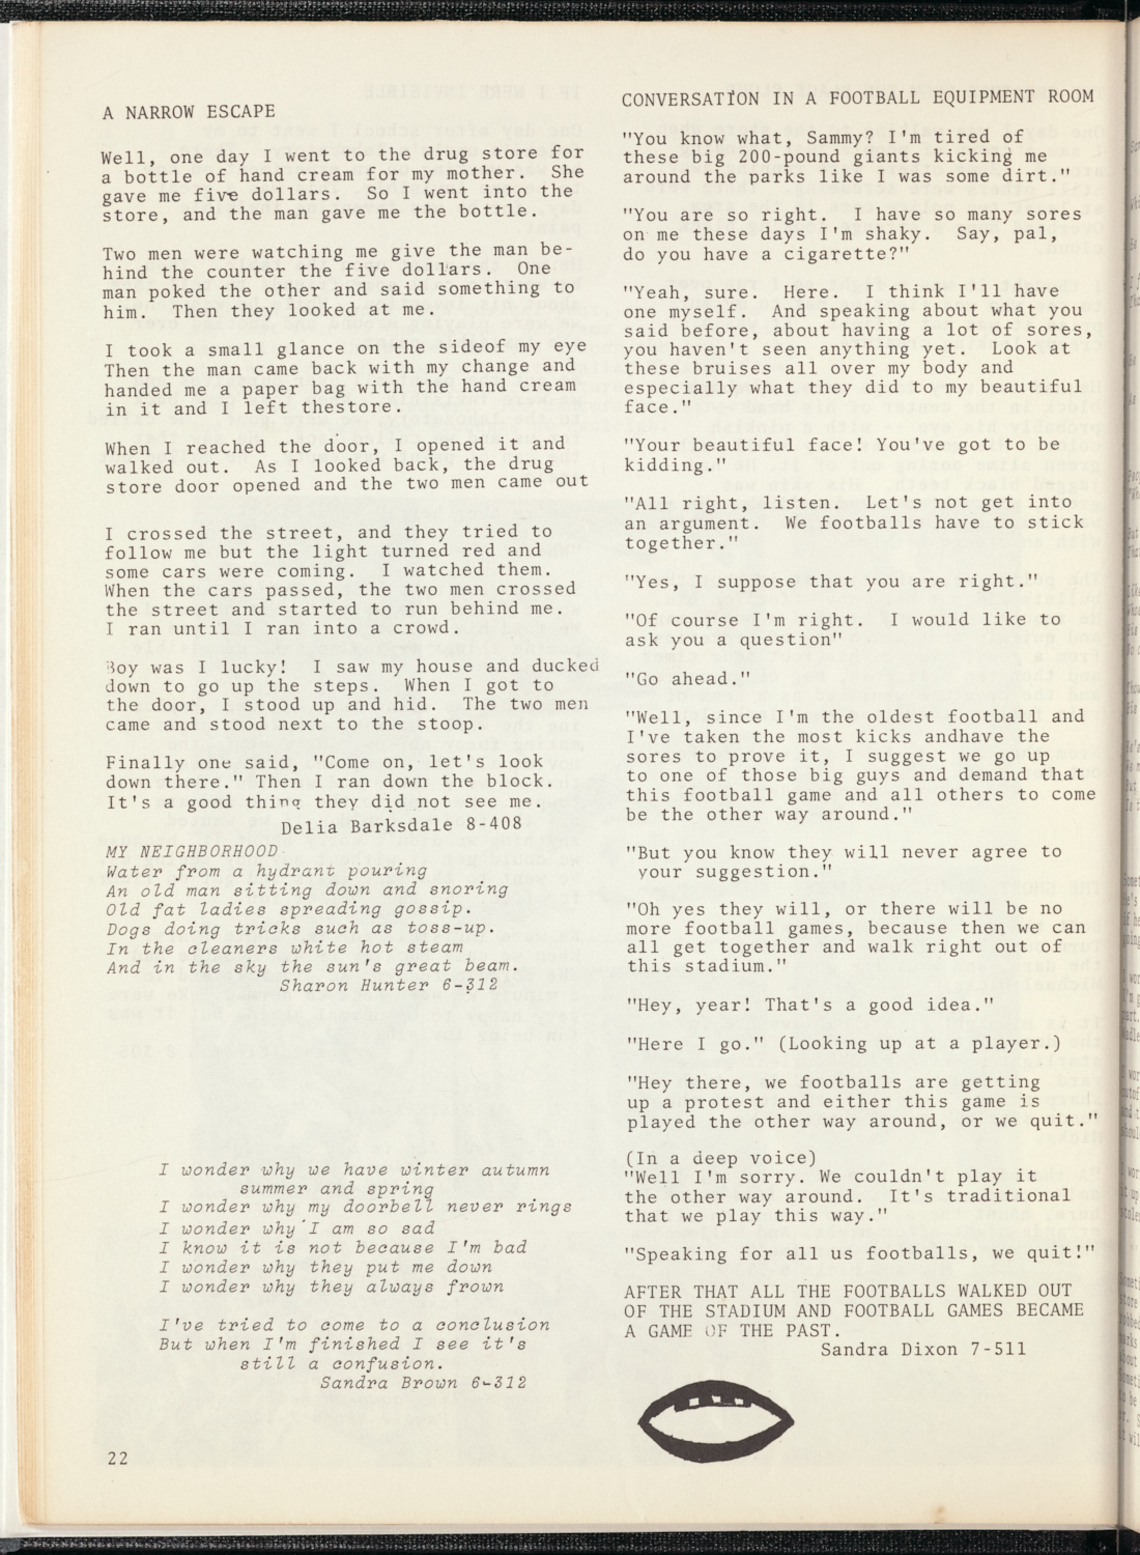 A NARROW ESCAPE
Well, one day I went to the drug store for
a bottle of hand cream for my mother.  She
gave me five dollars.  So I went into the
store, and the man gave me the bottle.
Two men were watching me give the man be-
hind the counter the five dollars.  One
man poked the other and said something to
him.  Then they looked at me.
I took a small glance on the sideof my eye
Then the man came back with my change and
handed me a paper bag with the hand cream
in it and I left thestore.
When I reached the door, I opened it and
walked out.  As I looked back, the drug
store door opened and the two men came out
I crossed the street, and they tried to
follow me but the light turned red and
some cars were coming.  I watched them.
When the cars passed, the two men crossed
the street and started to run behind me.
I ran until I ran into a crowd.
Boy was I lucky!  I saw my house and ducked
down to go up the steps.  When I got to
the door, I stood up and hid.  The two men
came and stood next to the stoop.
Finally one said, "Come on, let's look
down there." Then I ran down the block.
It's a good thing they did not see me.
Delia Barksdale 8-408
MY NEIGHBORHOOD
Water from a hydrant pouring
An old man sitting down and snoring
Old fat ladies spreading gossip.
Dogs doing tricks such as toss-up.
In the cleaners white hot steam
And in the sky the sun's great beam.
Sharon Hunter 6-312
I wonder why we have winter autumn
summer and spring
I wonder why my doorbell never rings
I wonder why I am so sad
I know it is not because I'm bad
I wonder why they put me down
I wonder why they always frown
I've tried to come to a conclusion
But when I'm finished I see it's
still a confusion.
Sandra Brown 6-312
22
CONVERSATION IN A FOOTBALL EQUIPMENT ROOM
"You know what, Sammy? I'm tired of
these big 200-pound giants kicking me
around the parks like I was some dirt."
"You are so right.  I have so many sores
on me these days I'm shaky.  Say, pal,
do you have a cigarette?"
"Yeah, sure.  Here.  I think I'll have
one myself.  And speaking about what you
said before, about having a lot of sores,
you haven't seen anything yet.  Look at
these bruises all over my body and
especially what they did to my beautiful
face."
"Your beautiful face! You've got to be
kidding."
"All right, listen.  Let's not get into
an argument.  We footballs have to stick
together."
"Yes, I suppose that you are right."
"Of course I'm right.  I would like to
ask you a question"
"Go ahead."
"Well, since I'm the oldest football and
I've taken the most kicks andhave the
sores to prove it, I suggest we go up
to one of those big guys and demand that
this football game and all others to come
be the other way around."
"But you know they will never agree to
your suggestion."
"Oh yes they will, or there will be no
more football games, because then we can
all get together and walk right out of
this stadium."
"Hey, year! That's a good idea."
"Here I go." (Looking up at a player.)
"Hey there, we footballs are getting
up a protest and either this game is
played the other way around, or we quit."
(In a deep voice)
"Well I'm sorry. We couldn't play it
the other way around.  It's traditional
that we play this way."
"Speaking for all us footballs, we quit!"
AFTER THAT ALL THE FOOTBALLS WALKED OUT
OF THE STADIUM AND FOOTBALL GAMES BECAME
A GAME OF THE PAST.
Sandra Dixon 7-511